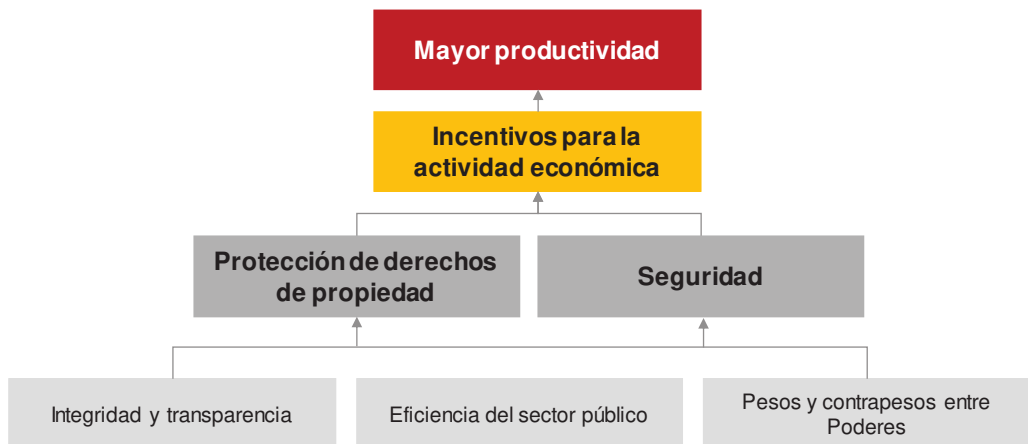 Mayor productividad
Incentivos para la
actividad económica
Protección de derechos
de propiedad
Seguridad
Integridad y transparencia
Eficiencia del sector público
Pesos y contrapesos entre
Poderes